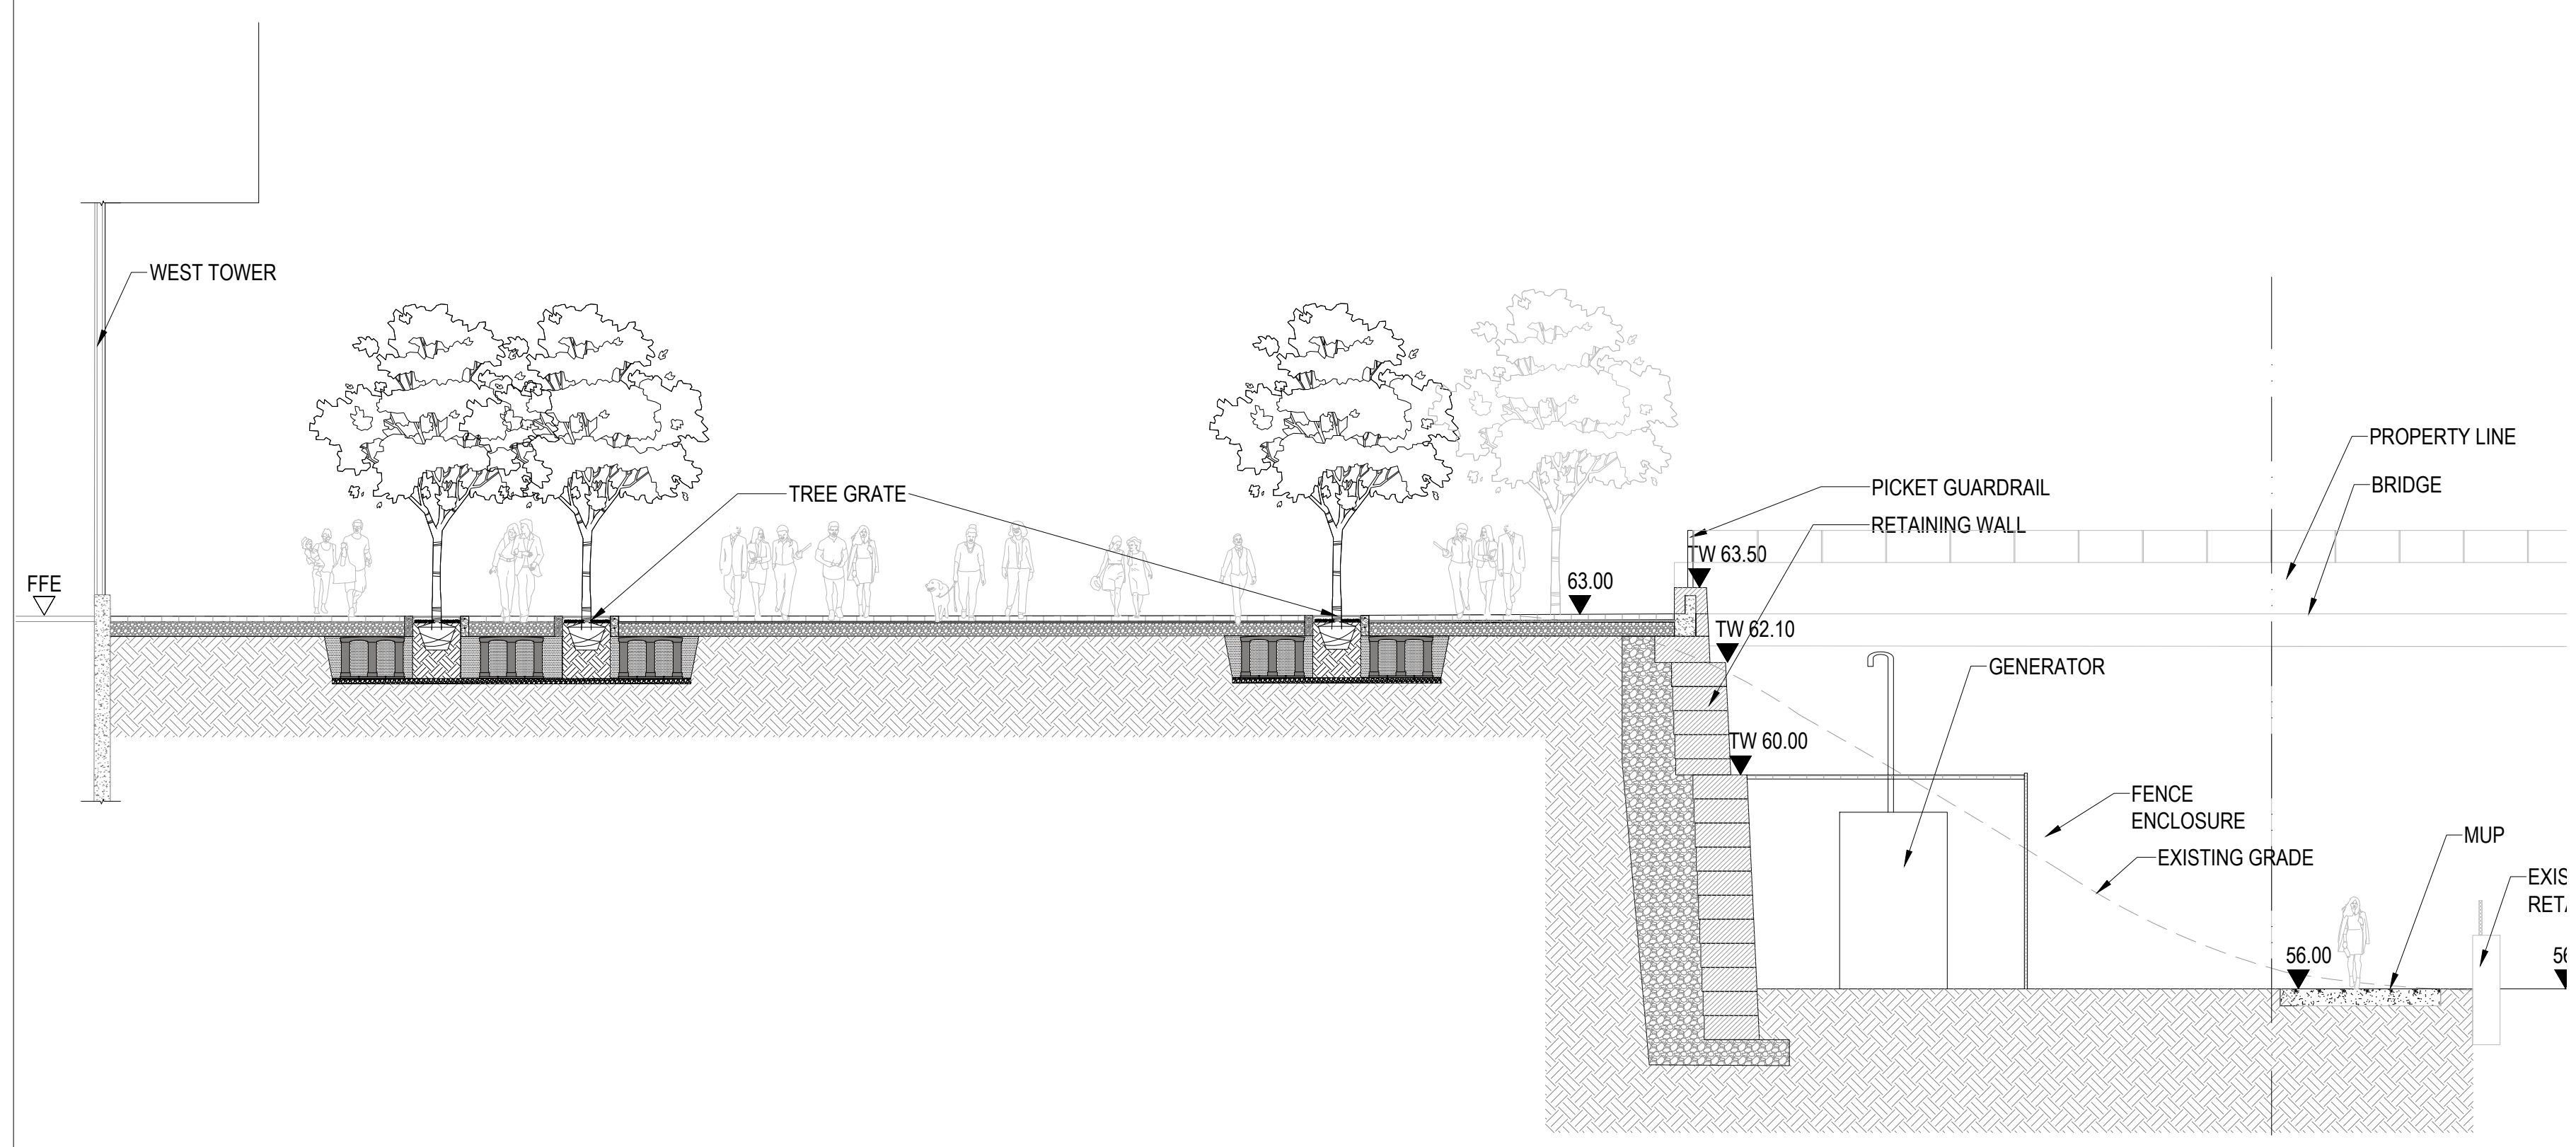 WEST TOWER
PROPERTY LINE
BRIDGE
TREE GRATE
PICKET GUARDRAIL
RETAINING WALL
TW 63.50
FFE
63.00
TW 62.10
GENERATOR
TW 60.00
FENCE
ENCLOSURE
MUP
EXISTING GRADE
56.00